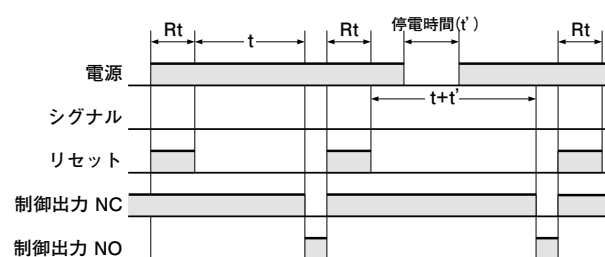 Rt
t
Rt
停電時間(t')
Rt
電源
t+t'
シグナル
リセット
制御出力 NC
制御出力 NO